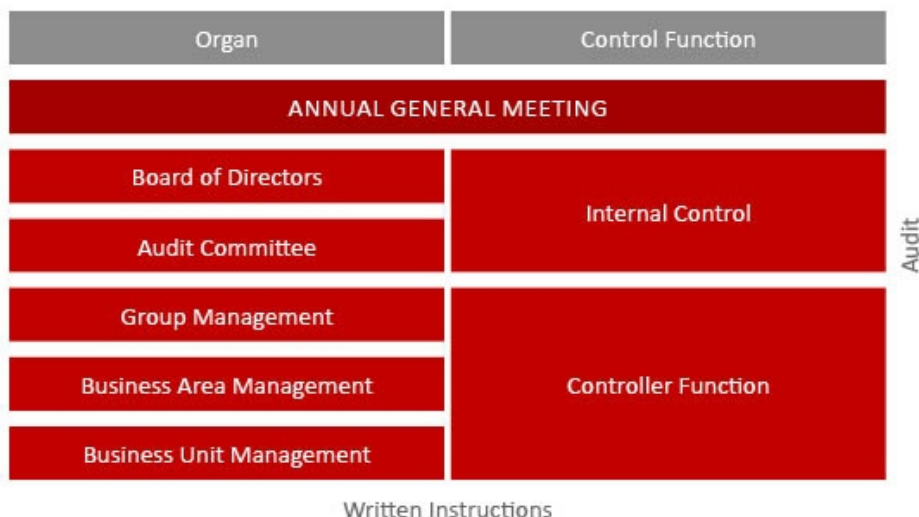 Organ
Control Function
ANNUAL GENERAL MEETING
Board of Directors
Internal Control
Audit Committee
Audit
Group Management
Business Area Management
Controller Function
Business Unit Management
Written Instructions